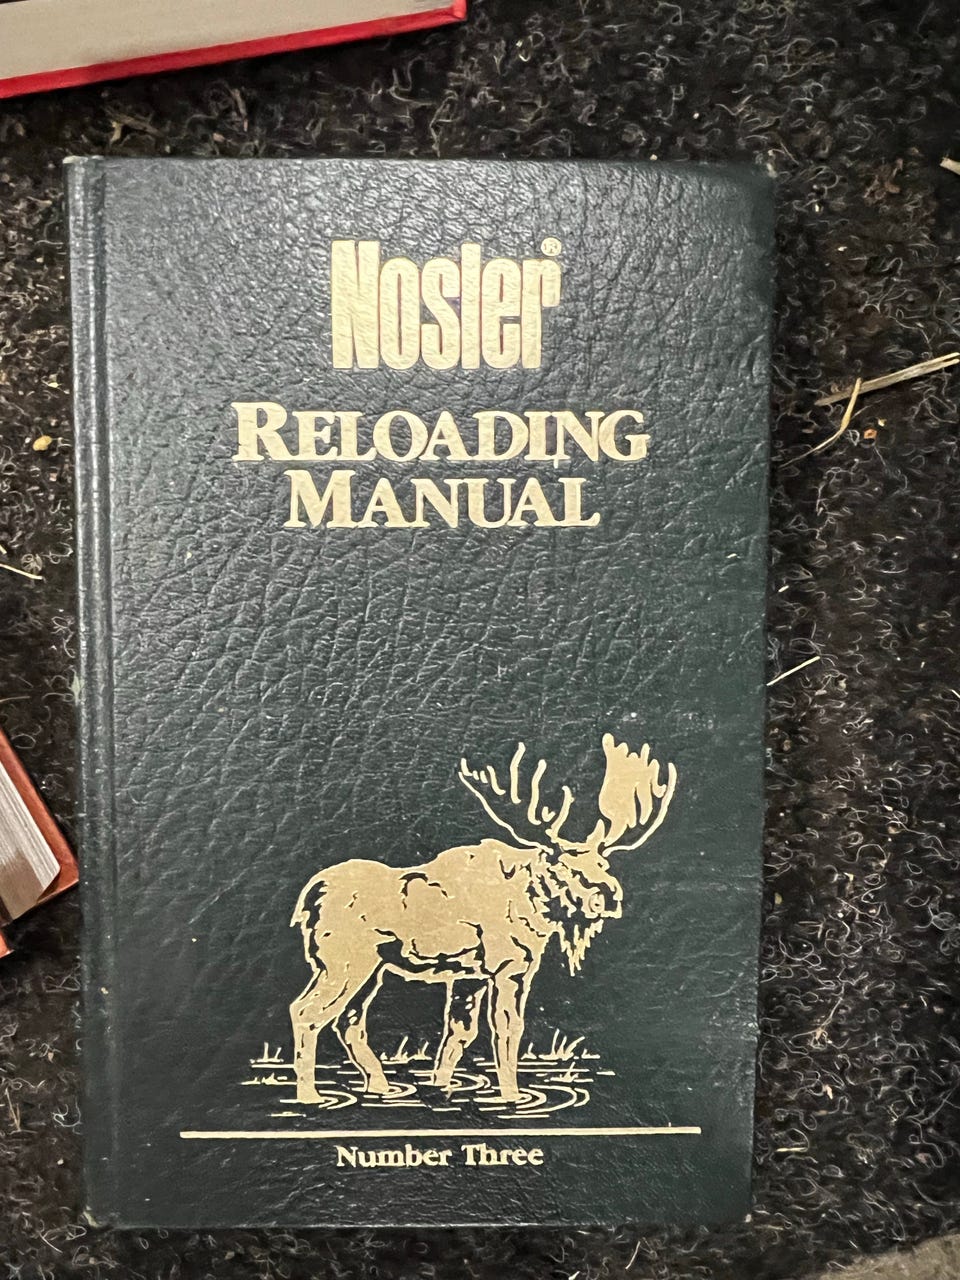 Nosler®
RELOADING
MANUAL
Number Three